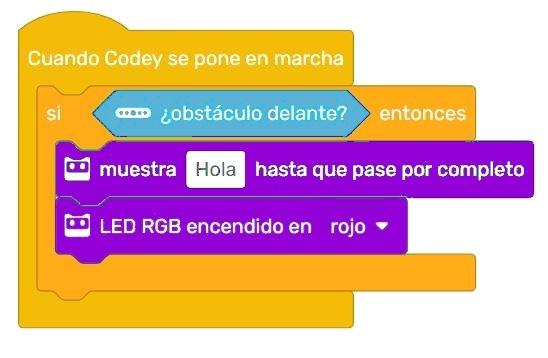 Cuando Codey se pone en marcha
si ¿obstáculo delante? entonces
muestra Hola hasta que pase por completo
LED RGB encendido en rojo